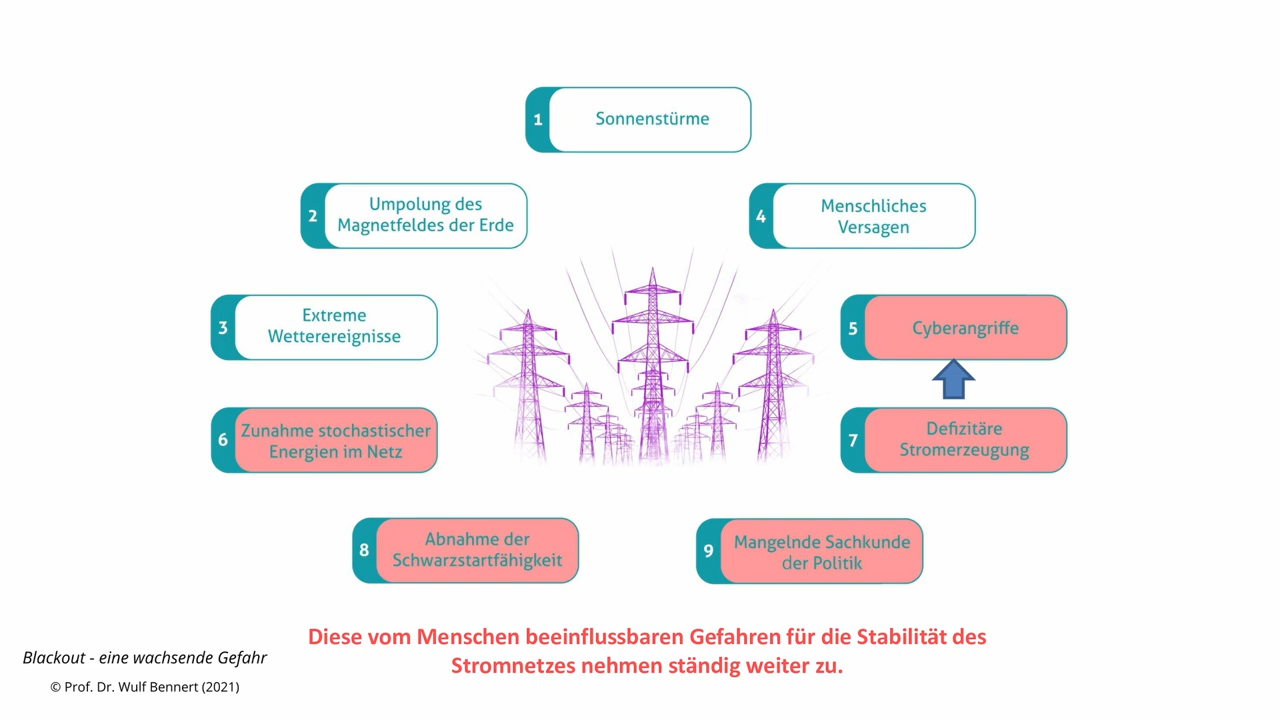 1
Sonnenstürme
2
Umpolung des
Magnetfeldes der Erde
4
Menschliches
Versagen
3
Extreme
Wetterereignisse
5
Cyberangriffe
6
Zunahme stochastischer
Energien im Netz
7
Defizitäre
Stromerzeugung
8
Abnahme der
Schwarzstartfähigkeit
9
Mangelnde Sachkunde
der Politik
Diese vom Menschen beeinflussbaren Gefahren für die Stabilität des
Stromnetzes nehmen ständig weiter zu.
Blackout - eine wachsende Gefahr
© Prof. Dr. Wulf Bennert (2021)